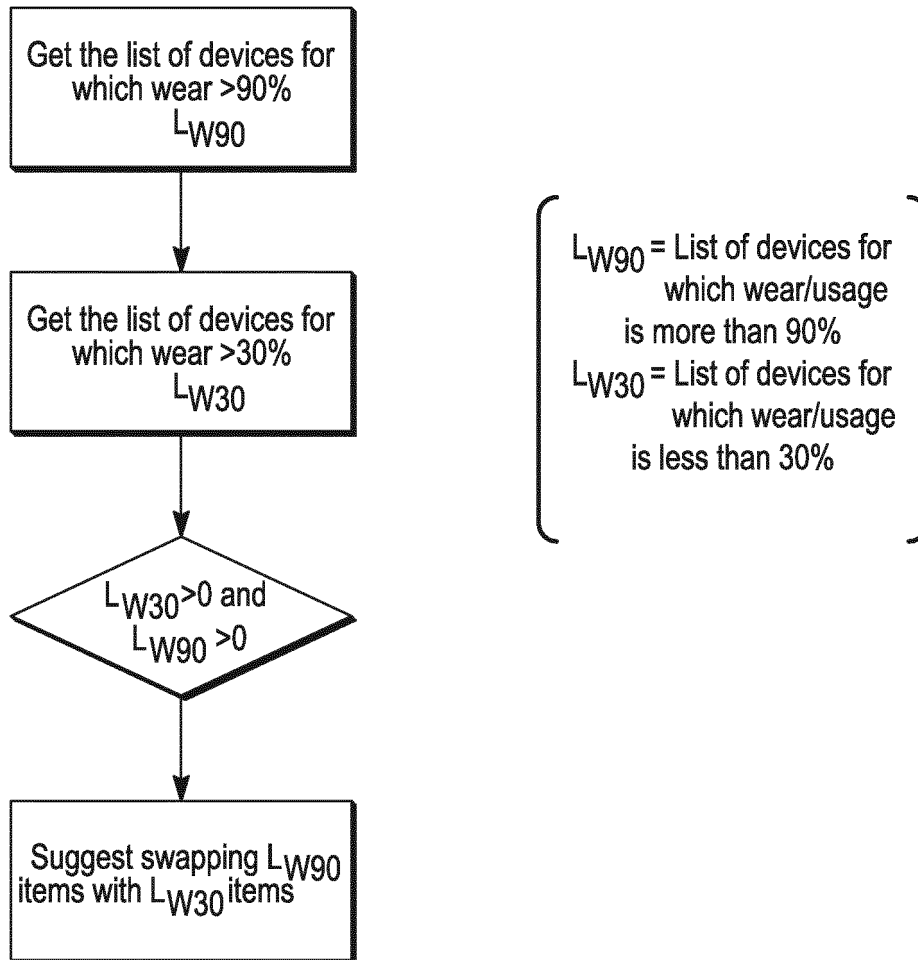 Get the list of devices for
which wear >90%
LW90
Get the list of devices for
which wear >30%
LW30
LW30>0 and
LW90 >0
Suggest swapping LW90
items with LW30 items
LW90 = List of devices for
which wear/usage
is more than 90%
LW30 = List of devices for
which wear/usage
is less than 30%